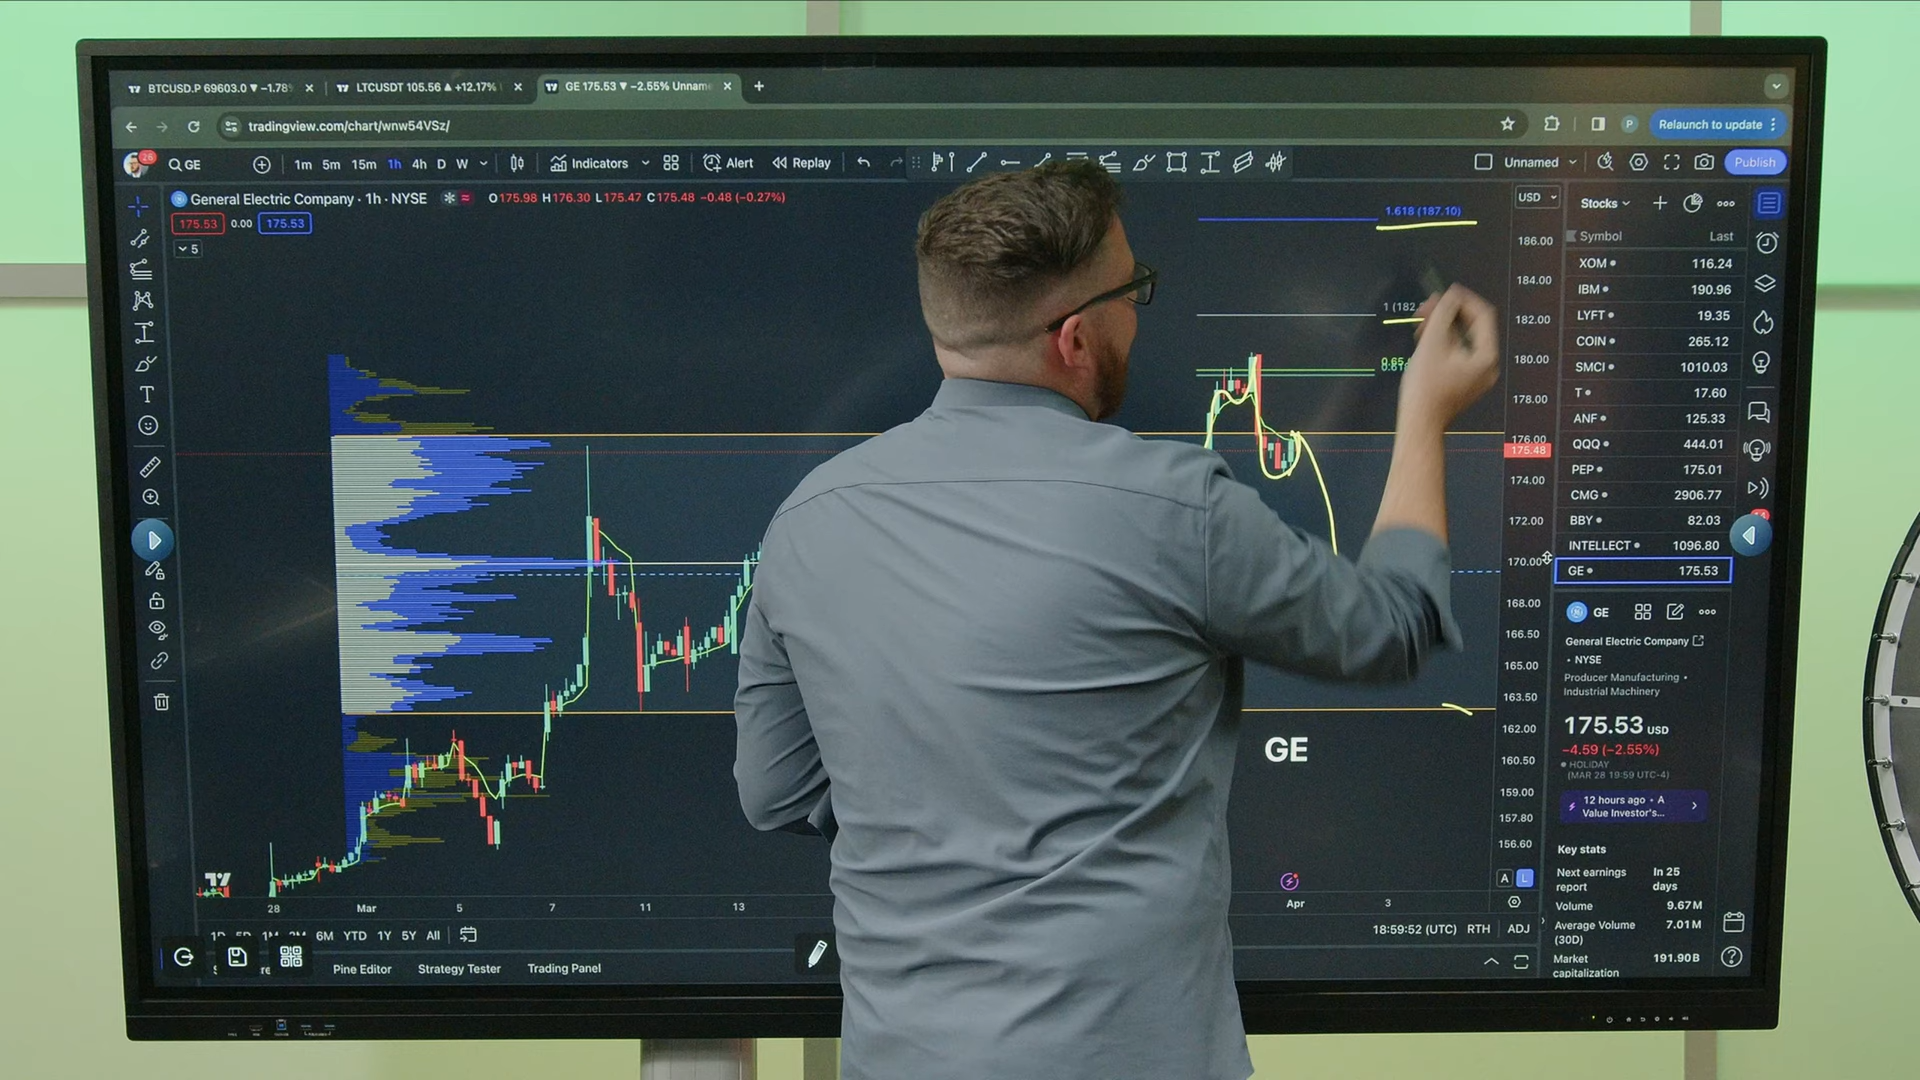 BTCUSD.P 69603.0 ▼ −1.78
LTCUSDT 105.56 ▲ +12.17%
GE 175.53 ▼ −2.55% Unnam
tradingview.com/chart/wnw54VSz/
Relaunch to update
26
GE
1m 5m 15m 1h 4h D W
Indicators
Alert
Replay
Unnamed
Publish
General Electric Company · 1h · NYSE
O175.98 H176.30 L175.47 C175.48 −0.48 (−0.27%)
175.53 0.00 175.53
5
1.618 (187.10)
1 (182.
0.65
USD
186.00
184.00
182.00
180.00
178.00
176.00
175.48
174.00
172.00
170.00
168.00
166.50
165.00
163.50
162.00
160.50
159.00
157.80
156.60
A L
GE
28 Mar 5 7 11 13 Apr 3
1D 5D 1M 3M 6M YTD 1Y 5Y All
18:59:52 (UTC) RTH ADJ
Pine Editor Strategy Tester Trading Panel
Stocks
Symbol Last
XOM 116.24
IBM 190.96
LYFT 19.35
COIN 265.12
SMCI 1010.03
T 17.60
ANF 125.33
QQQ 444.01
PEP 175.01
CMG 2906.77
BBY 82.03
INTELLECT 1096.80
GE 175.53
GE
General Electric Company
• NYSE
Producer Manufacturing •
Industrial Machinery
175.53 USD
−4.59 (−2.55%)
HOLIDAY
(MAR 28 19:59 UTC-4)
12 hours ago • A
Value Investor's...
Key stats
Next earnings report In 25 days
Volume 9.67M
Average Volume (30D) 7.01M
Market capitalization 191.90B